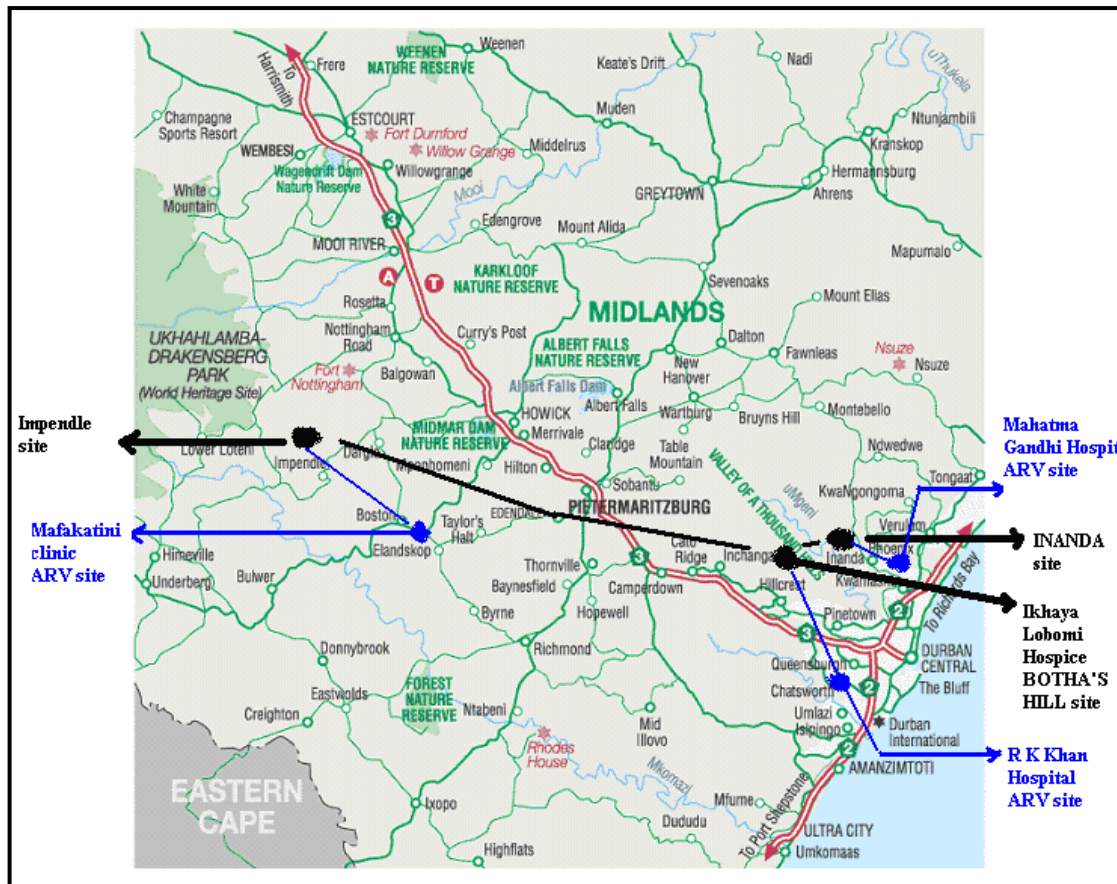 WEENEN
NATURE RESERVE
Weenen
Keate's Drift
Nadi
uThukela
To
Harrismith
Frere
Champagne
Sports Resort
ESTCOURT
Fort Durnford
Willow Grange
Muden
Ntunjambili
Kranskop
WEMBESI
Middelrus
Wagendrift Dam
Nature Reserve
Willowgrange
Hermannsburg
White
Mountain
Mooi
GREYTOWN
Ahrens
3
Edengrove
Mount Alida
MOOI RIVER
Mapumalo
A
T
KARKLOOF
NATURE RESERVE
Sevenoaks
Rosetta
MIDLANDS
Mount Elias
UKHAHLAMBA-
DRAKENSBERG
PARK
(World Heritage Site)
Nottingham
Road
Curry's Post
ALBERT FALLS
NATURE RESERVE
Dalton
Fawnleas
Nsuze
Nsuze
Fort
Nottingham
Balgowan
New
Hanover
Albert Falls Dam
Albert Falls
Wartburg
Bruyns Hill
Montebello
Impendle
site
MIDMAR DAM
NATURE RESERVE
HOWICK
Merrivale
Claridge
Table
Mountain
Ndwedwe
Mahatma
Gandhi Hospit
ARV site
Lower Loteni
Impendle
Hilton
Sobantu
VALLEY OF A THOUSAND HILLS
uMgeni
KwaNgongoma
Tongaat
Mafakatini
clinic
ARV site
Boston
Taylor's
Halt
EDENDALE
PIETERMARITZBURG
Verulam
Elandskop
Cato
Ridge
Inchanga
Inanda
Phoenix
INANDA
site
Himeville
Underberg
Bulwer
Thornville
3
Camperdown
Hillcrest
KwaMashu
Baynesfield
Byrne
Hopewell
Pinetown
2
To Richards Bay
Ikhaya
Lobomi
Hospice
BOTHA'S
HILL site
Donnybrook
Richmond
3
Queensburgh
DURBAN
CENTRAL
Eastwolds
FOREST
NATURE
RESERVE
Chatsworth
2
The Bluff
Creighton
Ntabeni
Mid
Illovo
Umlazi
Isipingo
Durban
International
Rhodes
House
2
AMANZIMTOTI
R K Khan
Hospital
ARV site
EASTERN
CAPE
Mkomazi
Ixopo
Mfume
Dududu
To Port Shepstone
ULTRA CITY
Highflats
Umkomaas